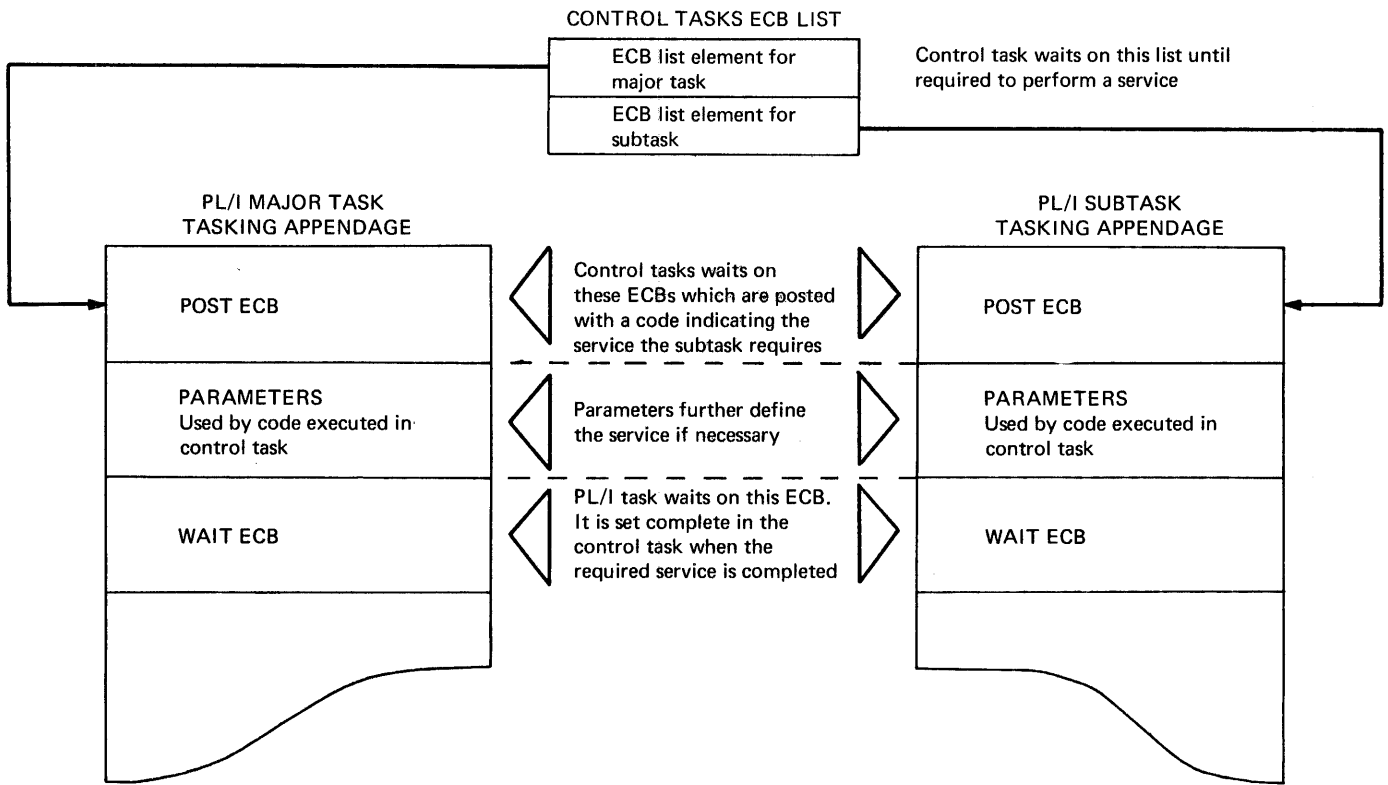 CONTROL TASKS ECB LIST
ECB list element for
major task
ECB list element for
subtask
Control task waits on this list until
required to perform a service
PL/I MAJOR TASK
TASKING APPENDAGE
POST ECB
PARAMETERS
Used by code executed in
control task
WAIT ECB
Control tasks waits on
these ECBs which are posted
with a code indicating the
service the subtask requires
Parameters further define
the service if necessary
PL/I task waits on this ECB.
It is set complete in the
control task when the
required service is completed
PL/I SUBTASK
TASKING APPENDAGE
POST ECB
PARAMETERS
Used by code executed in
control task
WAIT ECB